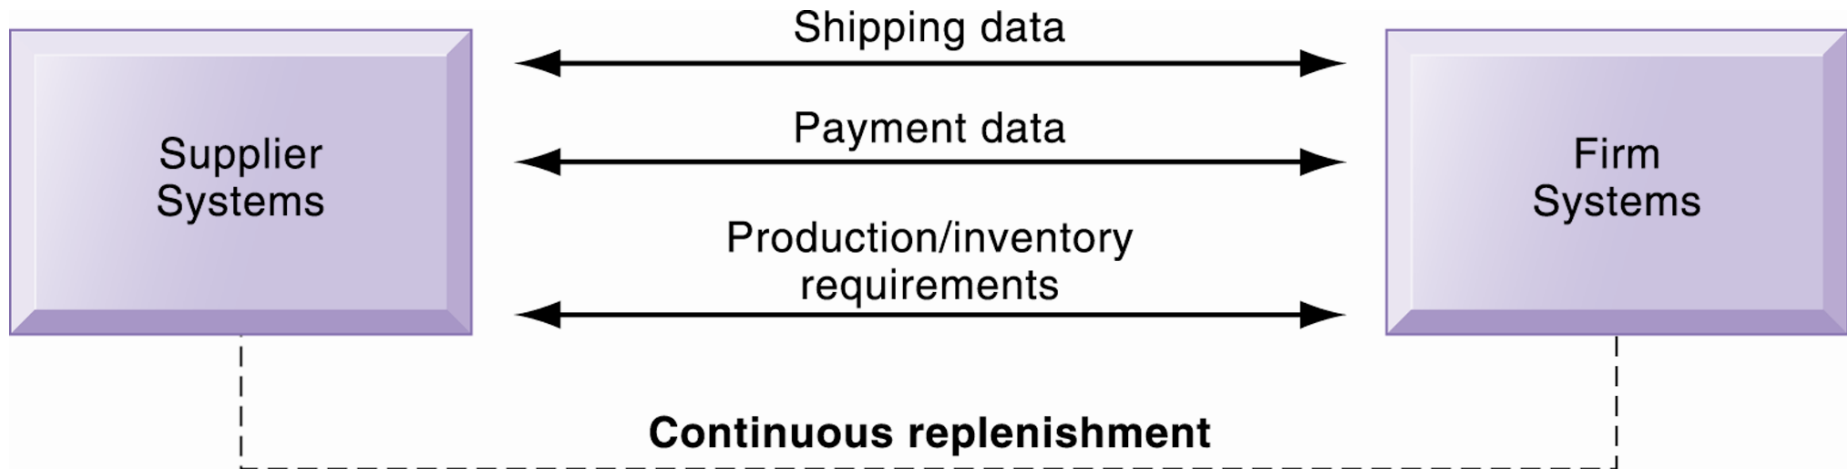 Shipping data
Payment data
Supplier
Systems
Firm
Systems
Production/inventory
requirements
Continuous replenishment